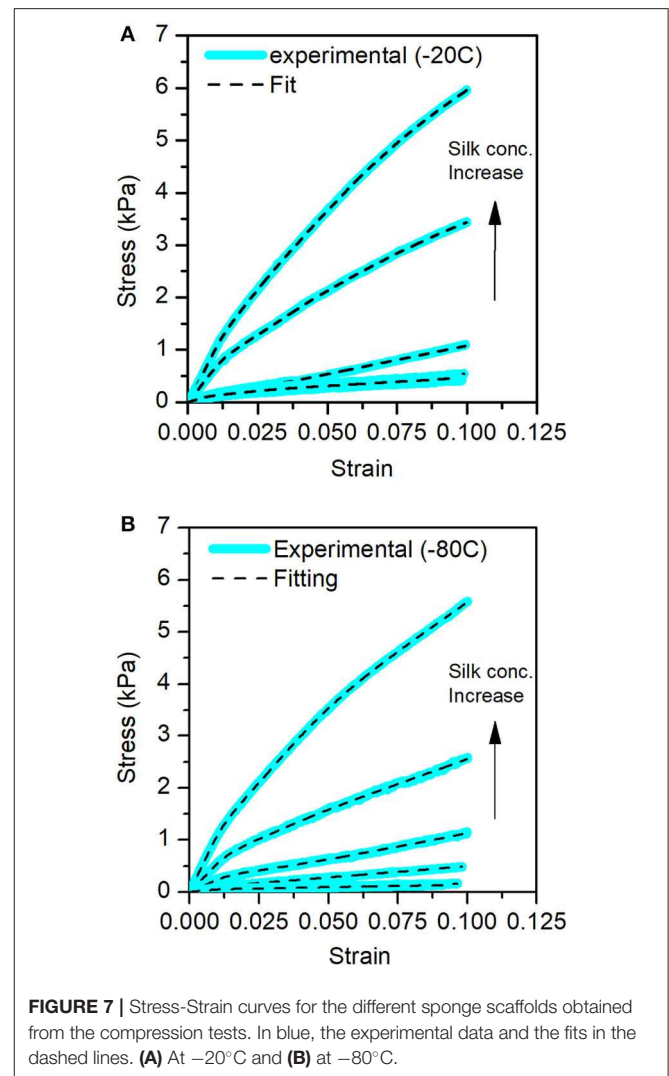 A
7
6
5
4
3
2
1
0
Stress (kPa)
experimental (-20C)
Fit
Silk conc.
Increase
0.000 0.025 0.050 0.075 0.100 0.125
Strain
B
7
6
5
4
3
2
1
0
Stress (kPa)
Experimental (-80C)
Fitting
Silk conc.
Increase
0.000 0.025 0.050 0.075 0.100 0.125
Strain
FIGURE 7 | Stress-Strain curves for the different sponge scaffolds obtained
from the compression tests. In blue, the experimental data and the fits in the
dashed lines. (A) At −20°C and (B) at −80°C.